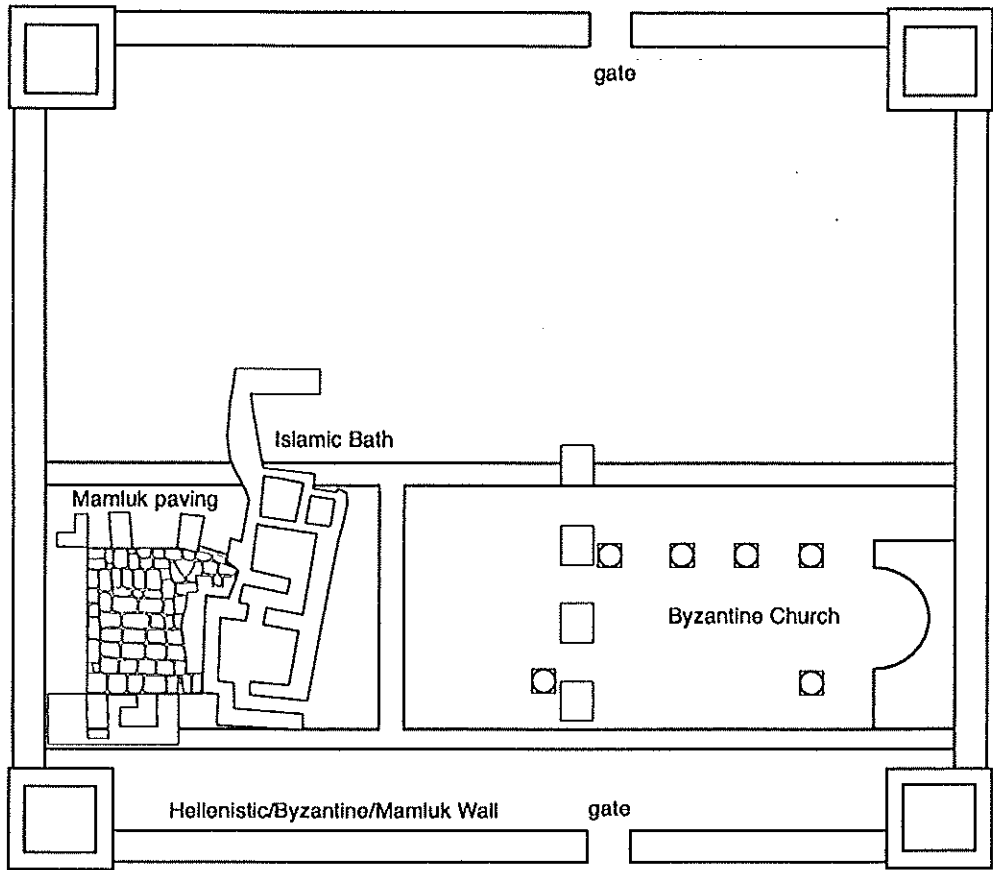 gate
Islamic Bath
Mamluk paving
Byzantine Church
Hellenistic/Byzantine/Mamluk Wall
gate